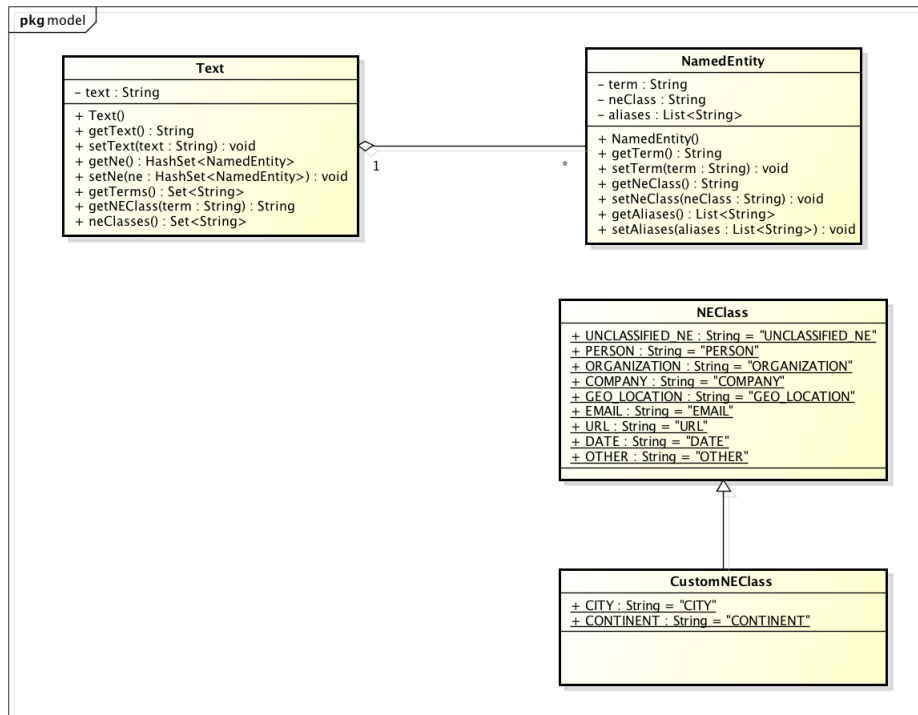 pkg model
Text
- text : String
+ Text()
+ getText() : String
+ setText(text : String) : void
+ getNe() : HashSet<NamedEntity>
+ setNe(ne : HashSet<NamedEntity>) : void
+ getTerms() : Set<String>
+ getNEClass(term : String) : String
+ neClasses() : Set<String>
1
*
NamedEntity
- term : String
- neClass : String
- aliases : List<String>
+ NamedEntity()
+ getTerm() : String
+ setTerm(term : String) : void
+ getNeClass() : String
+ setNeClass(neClass : String) : void
+ getAliases() : List<String>
+ setAliases(aliases : List<String>) : void
NEClass
+ UNCLASSIFIED_NE : String = "UNCLASSIFIED_NE"
+ PERSON : String = "PERSON"
+ ORGANIZATION : String = "ORGANIZATION"
+ COMPANY : String = "COMPANY"
+ GEO_LOCATION : String = "GEO_LOCATION"
+ EMAIL : String = "EMAIL"
+ URL : String = "URL"
+ DATE : String = "DATE"
+ OTHER : String = "OTHER"
CustomNEClass
+ CITY : String = "CITY"
+ CONTINENT : String = "CONTINENT"